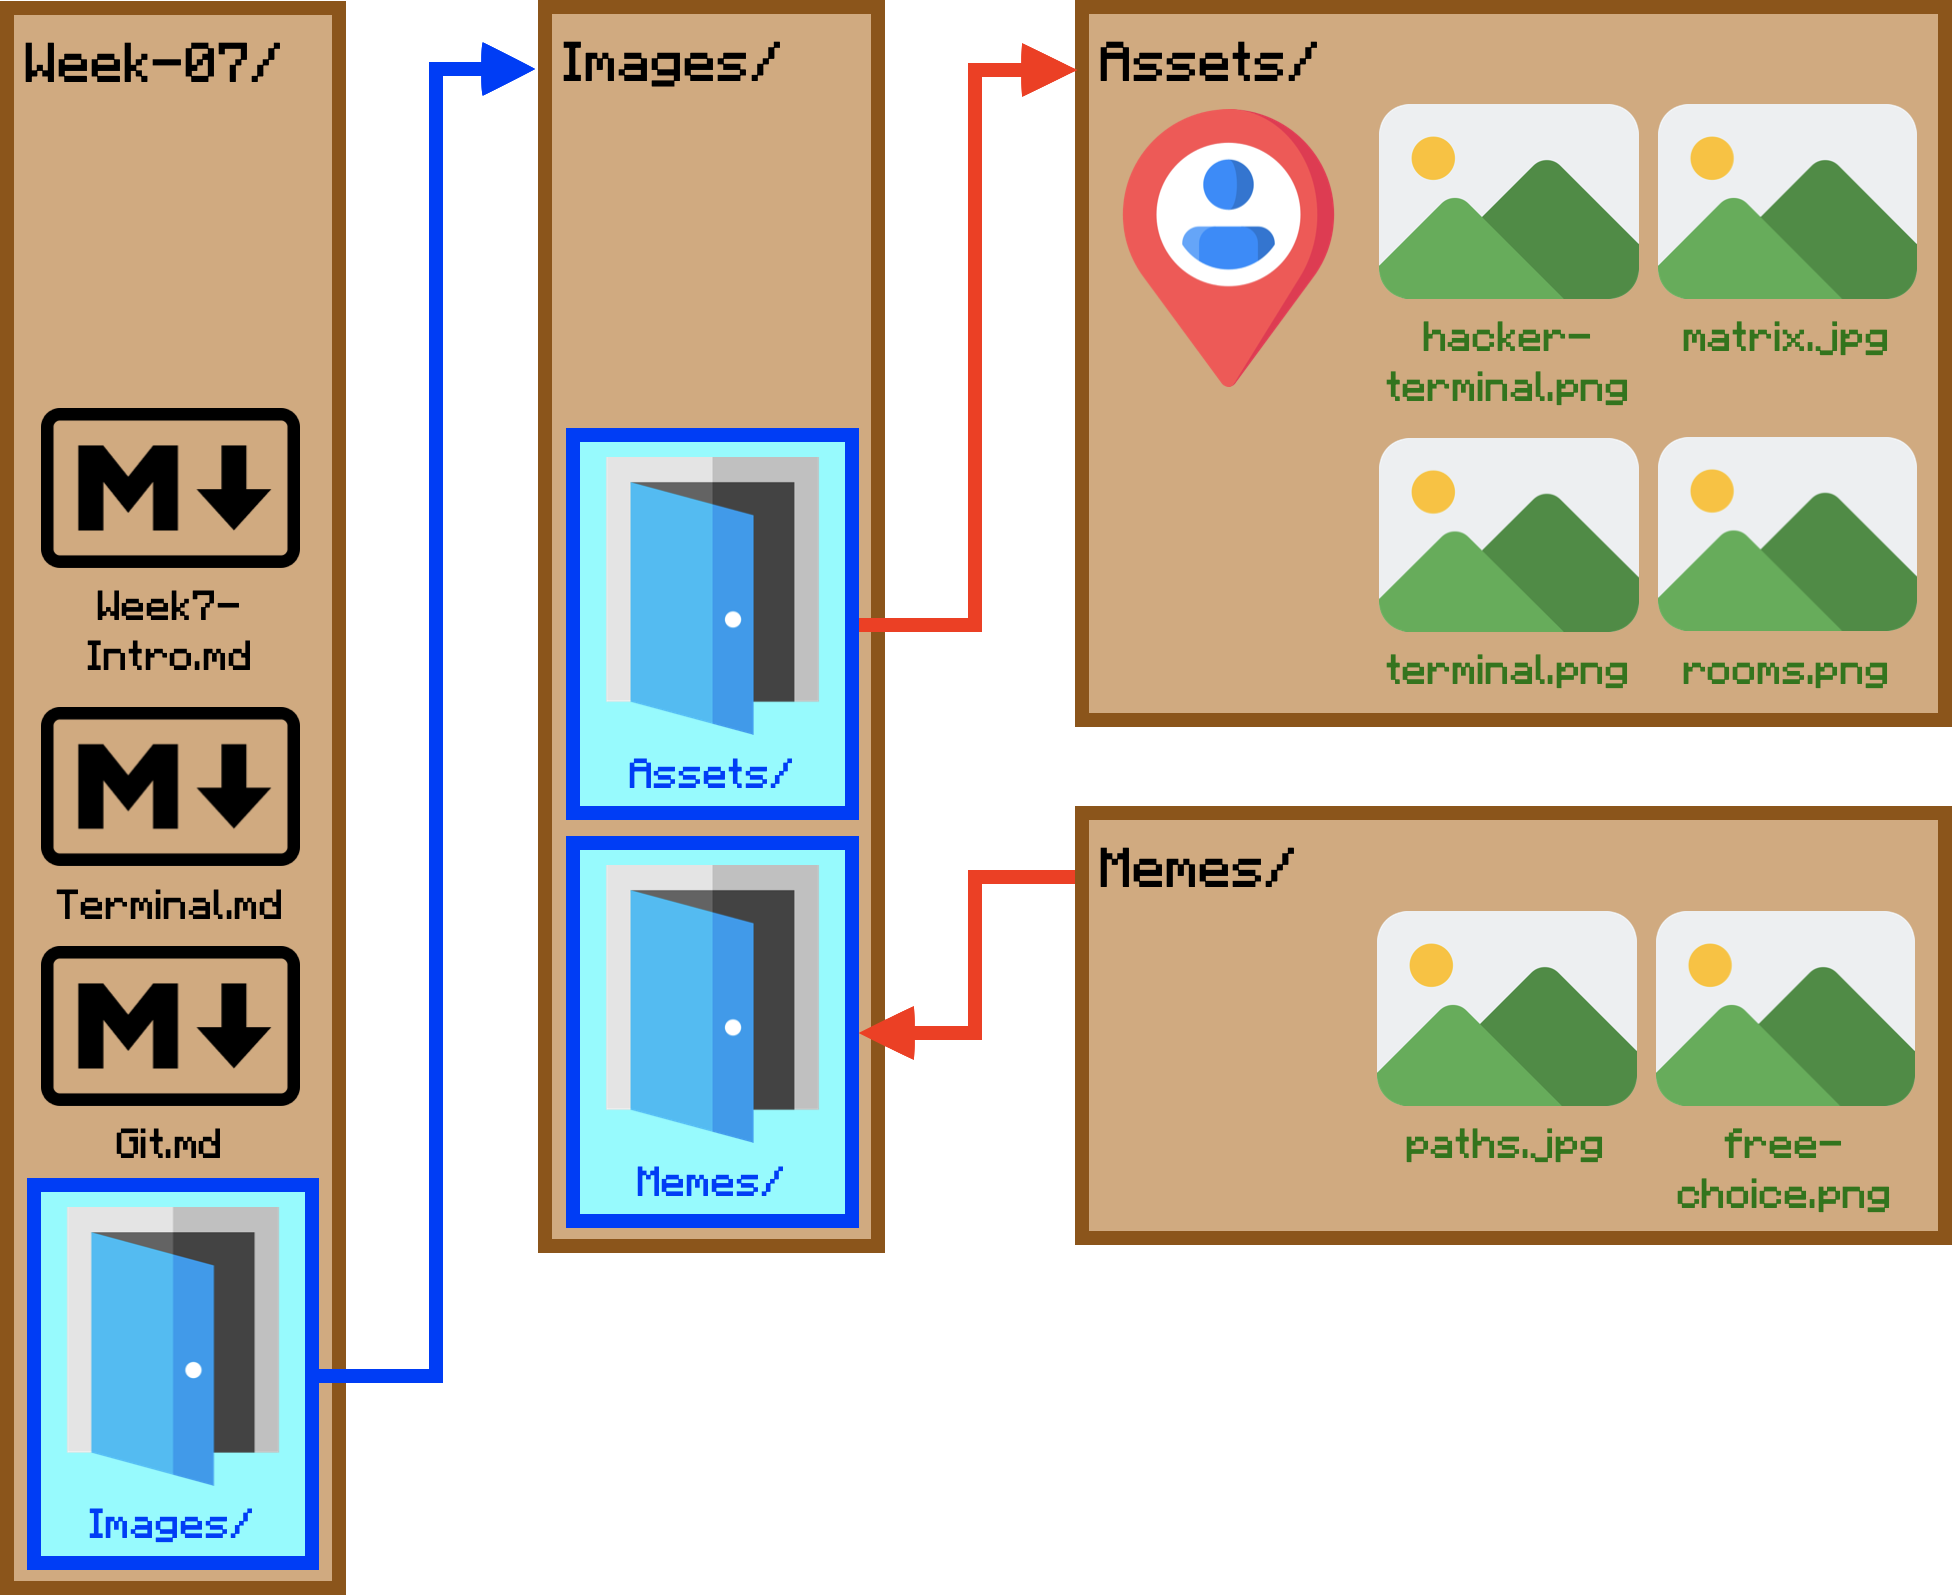 Week-07/
Week7-
Intro.md
Terminal.md
Git.md
Images/
Images/
Assets/
Memes/
Assets/
hacker-
terminal.png
matrix.jpg
terminal.png
rooms.png
Memes/
paths.jpg
free-
choice.png